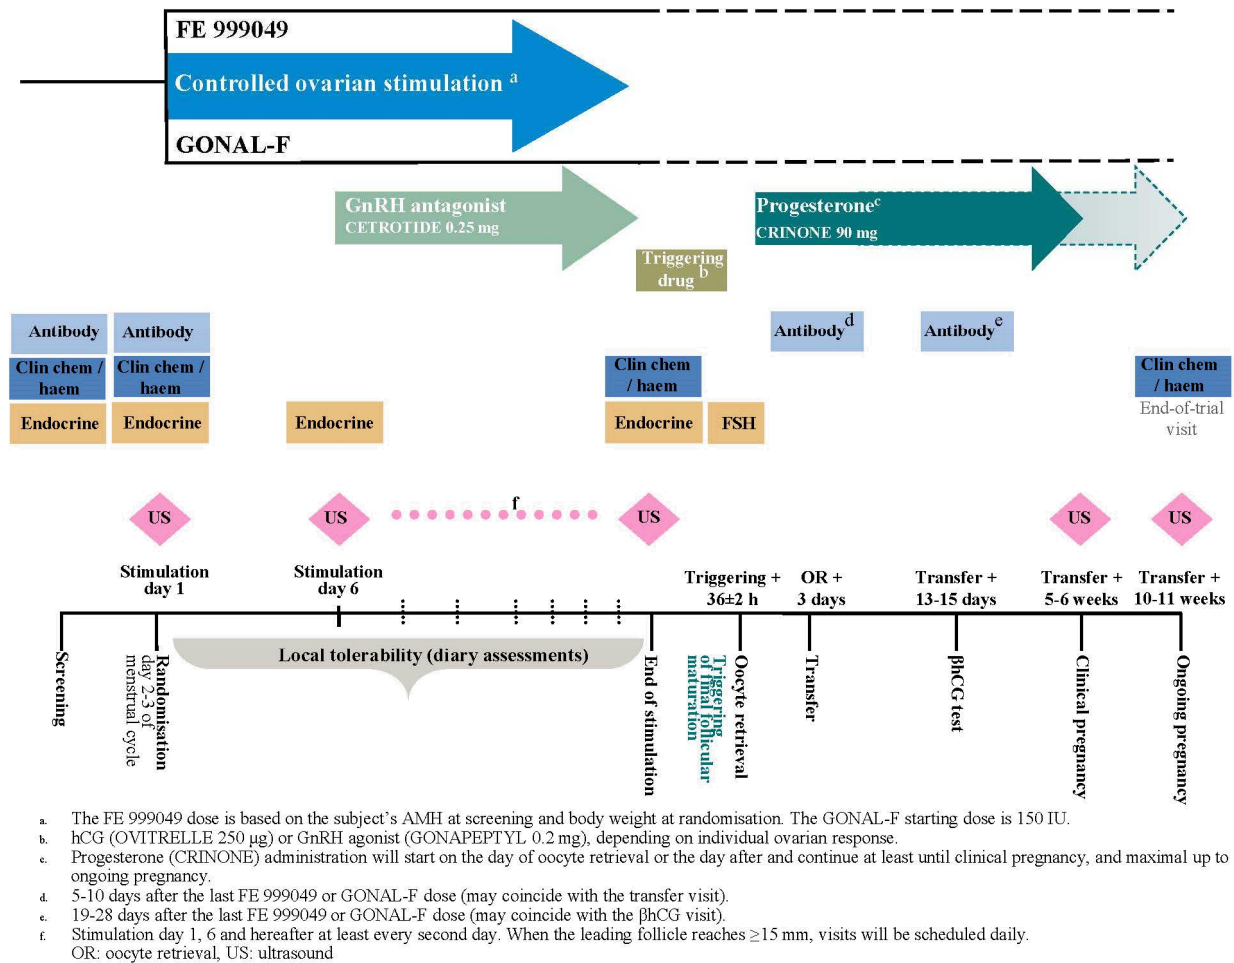 FE 999049
Controlled ovarian stimulation a
GONAL-F
GnRH antagonist
CETROTIDE 0.25 mg
Progesteronec
CRINONE 90 mg
Triggering
drug b
Antibody
Antibody
Antibodyd
Antibodye
Clin chem /
haem
Clin chem /
haem
Clin chem
/ haem
Clin chem
/ haem
Endocrine
Endocrine
Endocrine
Endocrine
FSH
End-of-trial
visit
f
US
US
US
US
US
Stimulation
day 1
Stimulation
day 6
Triggering +
36±2 h
OR +
3 days
Transfer +
13-15 days
Transfer +
5-6 weeks
Transfer +
10-11 weeks
Local tolerability (diary assessments)
Screening
Randomisation
day 2-3 of
menstrual cycle
End of stimulation
Triggering
of final follicular
maturation
Oocyte retrieval
Transfer
βhCG test
Clinical pregnancy
Ongoing pregnancy
a. The FE 999049 dose is based on the subject’s AMH at screening and body weight at randomisation. The GONAL-F starting dose is 150 IU.
b. hCG (OVITRELLE 250 µg) or GnRH agonist (GONAPEPTYL 0.2 mg), depending on individual ovarian response.
c. Progesterone (CRINONE) administration will start on the day of oocyte retrieval or the day after and continue at least until clinical pregnancy, and maximal up to
ongoing pregnancy.
d. 5-10 days after the last FE 999049 or GONAL-F dose (may coincide with the transfer visit).
e. 19-28 days after the last FE 999049 or GONAL-F dose (may coincide with the βhCG visit).
f. Stimulation day 1, 6 and hereafter at least every second day. When the leading follicle reaches ≥15 mm, visits will be scheduled daily.
OR: oocyte retrieval, US: ultrasound